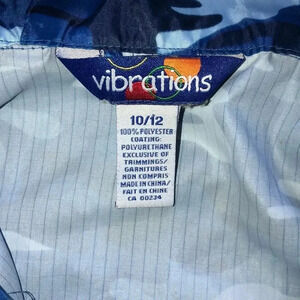 vibrations
10/12
100% POLYESTER
COATING:
POLYURETHANE
EXCLUSIVE OF
TRIMMINGS/
GARNITURES
NON COMPRIS
MADE IN CHINA/
FAIT EN CHINE
CA 00234